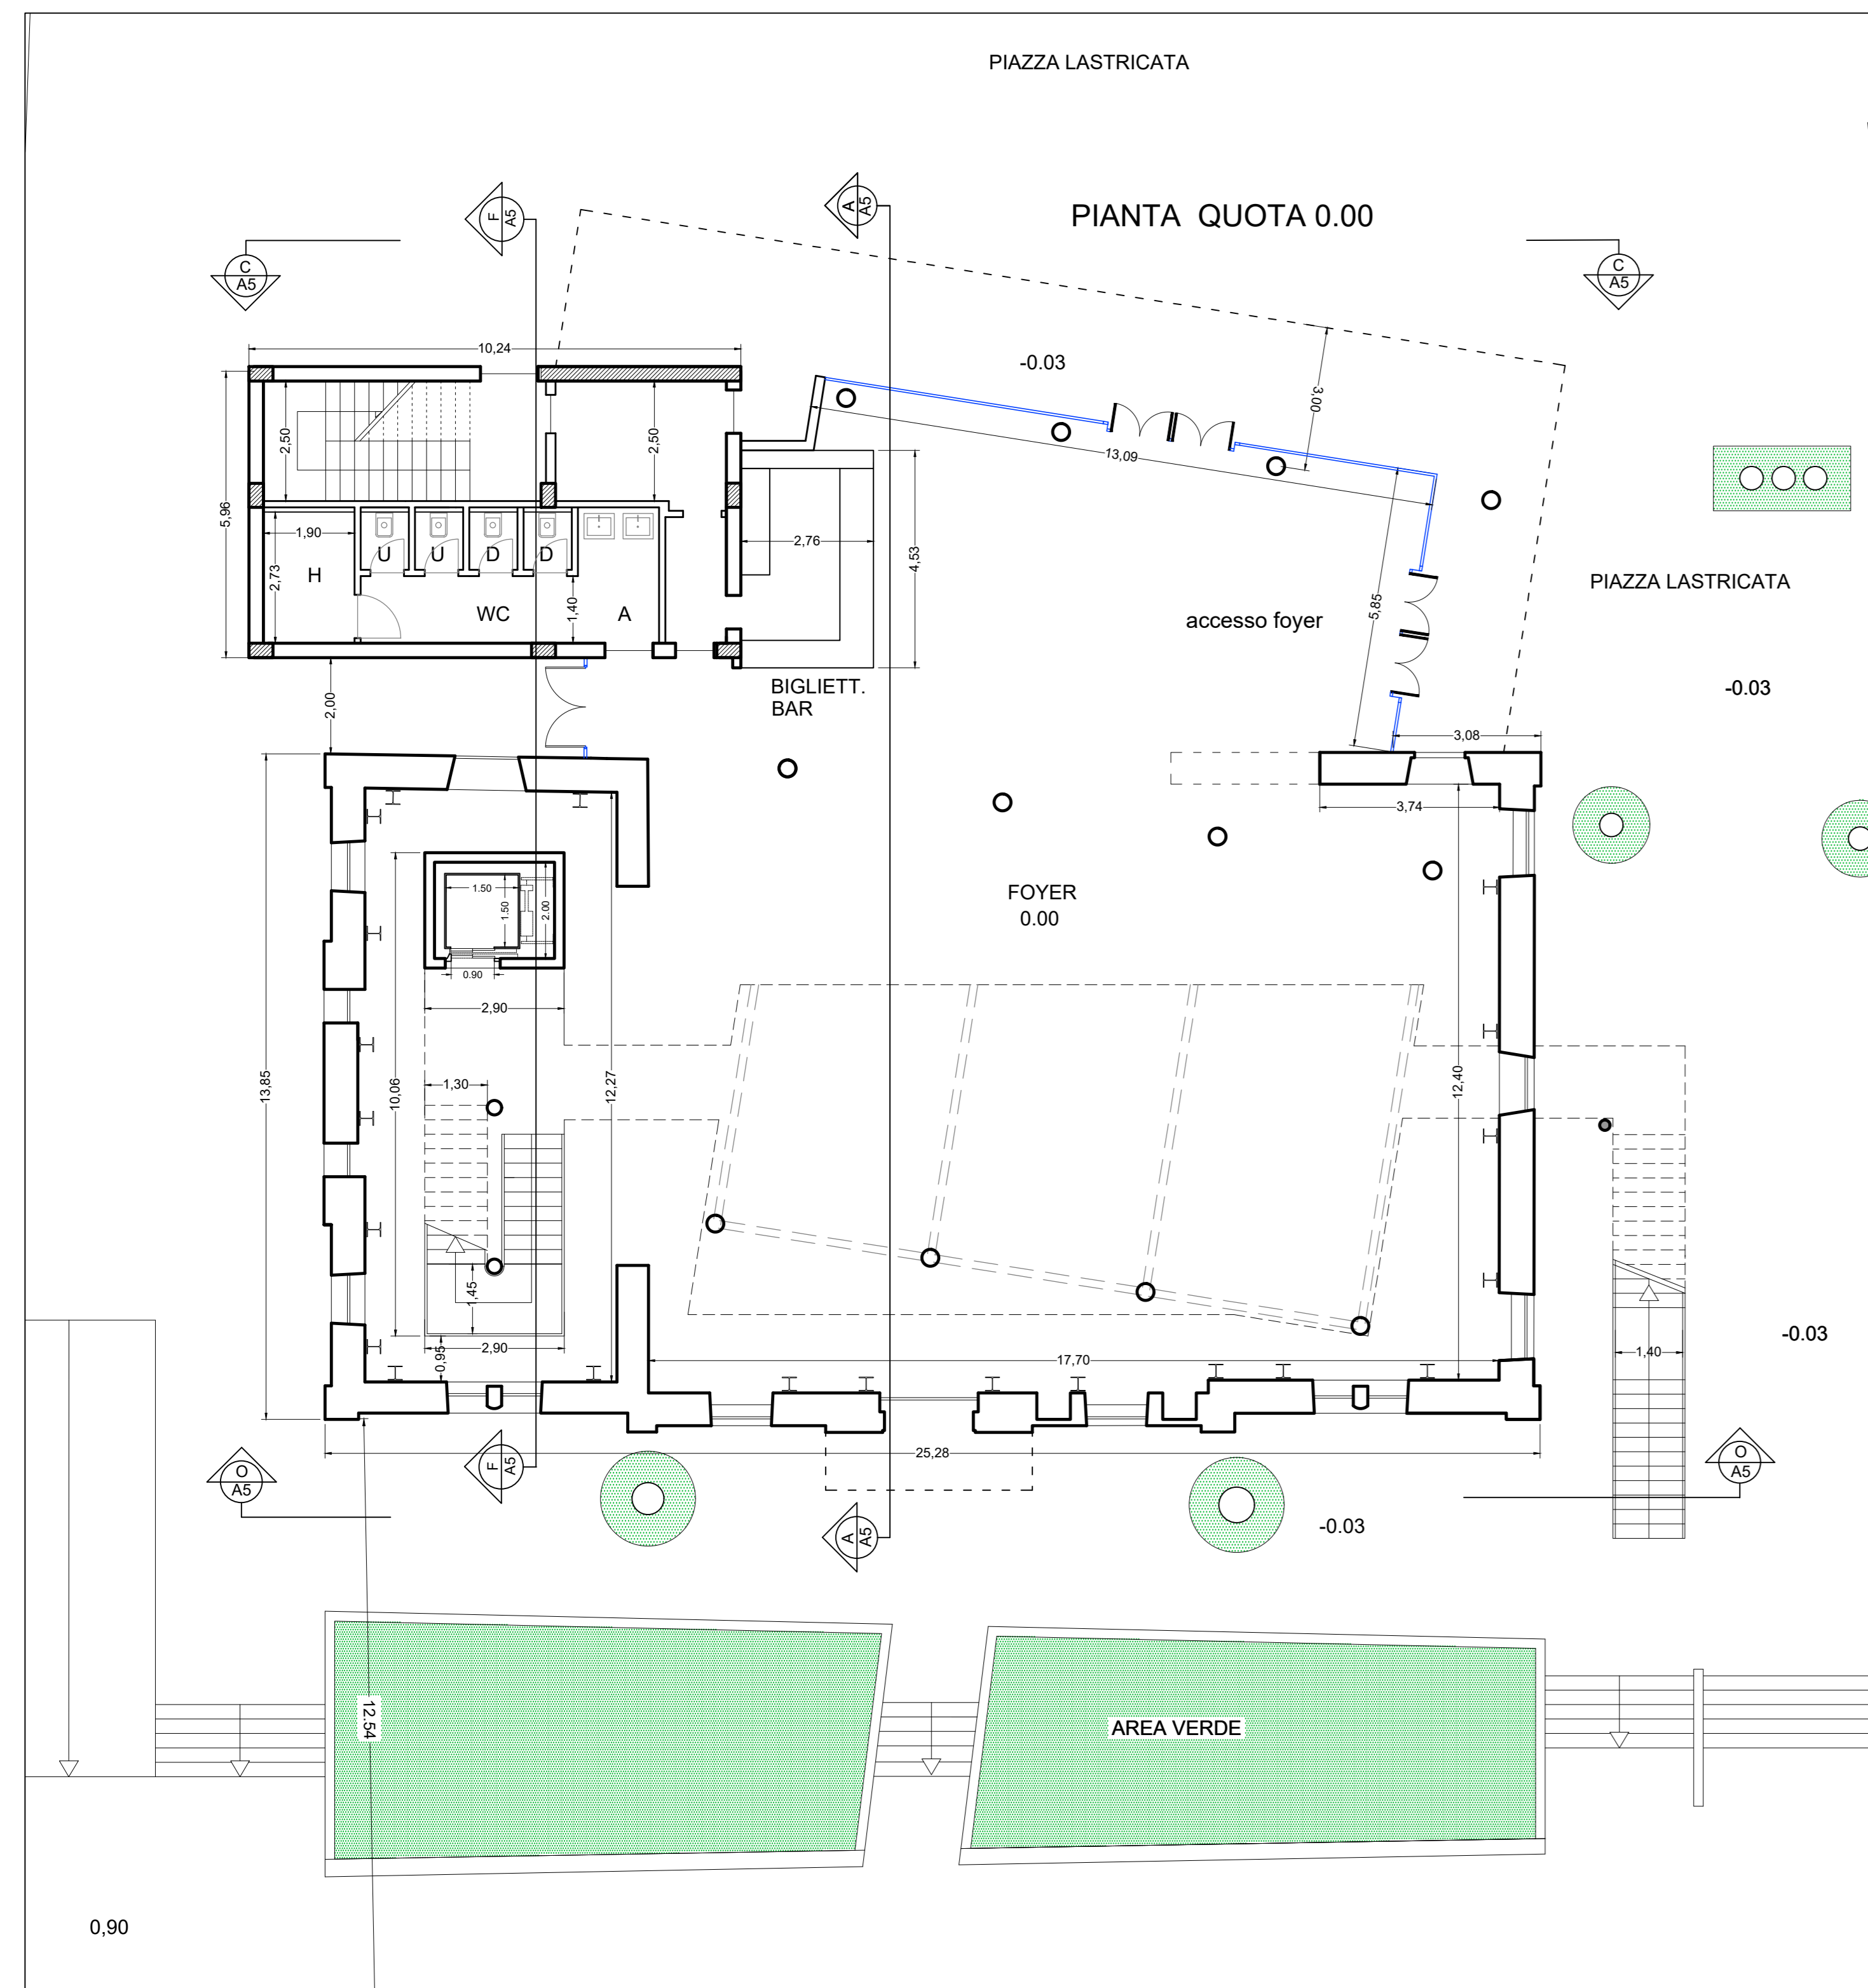 PIAZZA LASTRICATA
PIANTA QUOTA 0.00
F
A5
A
A5
C
A5
C
A5
10,24
-0.03
3,00
13,09
5,96
2,50
2,50
1,90
2,73
H
U
U
D
D
WC
1,40
A
2,76
4,53
5,85
accesso foyer
PIAZZA LASTRICATA
-0.03
BIGLIETT.
BAR
2,00
3,08
3,74
13,85
10,06
1.50
1.50
2.00
0.90
2,90
FOYER
0.00
1,30
12,27
12,40
1,45
2,90
0,95
17,70
-0.03
1,40
25,28
O
A5
F
A5
A
A5
O
A5
-0.03
12.54
AREA VERDE
0,90